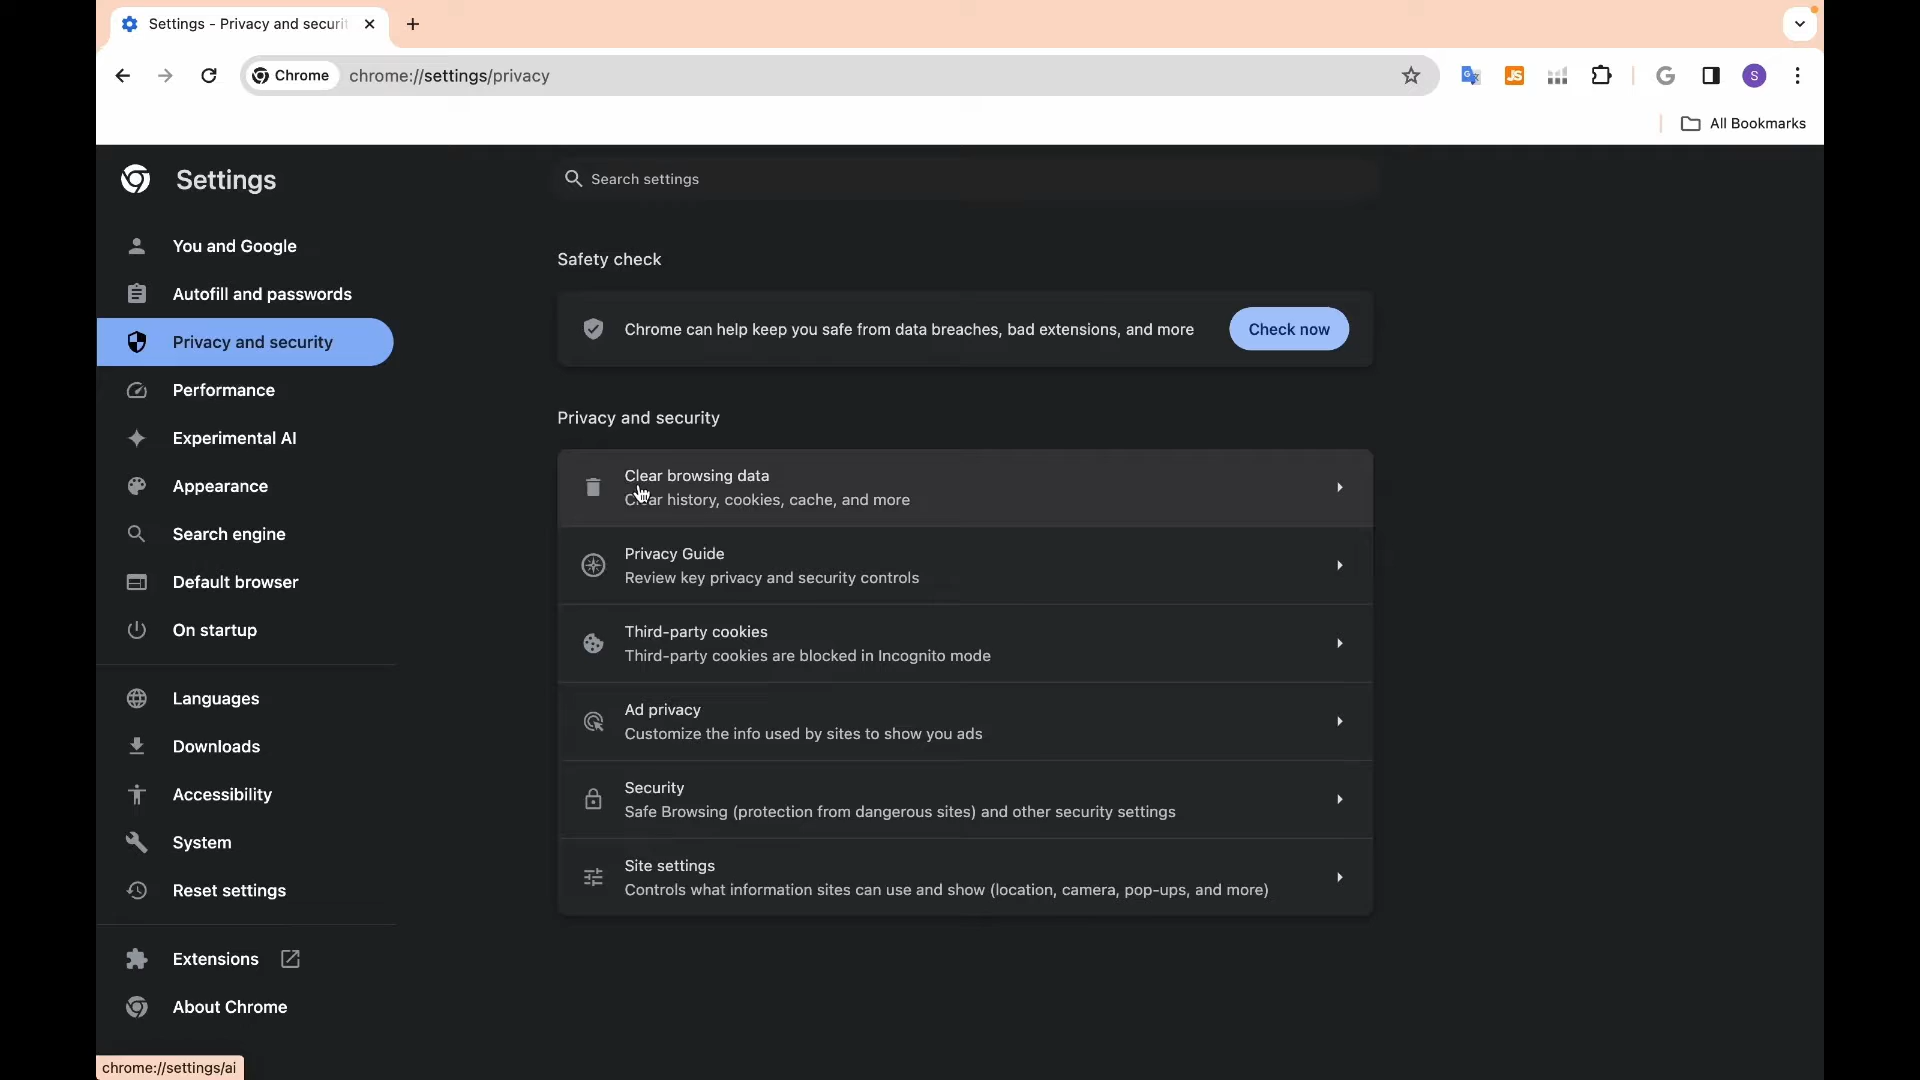 Settings - Privacy and securi
Chrome
chrome://settings/privacy
JS
G
S
All Bookmarks
Settings
Search settings
You and Google
Autofill and passwords
Privacy and security
Performance
Experimental AI
Appearance
Search engine
Default browser
On startup
Languages
Downloads
Accessibility
System
Reset settings
Extensions
About Chrome
Safety check
Chrome can help keep you safe from data breaches, bad extensions, and more
Check now
Privacy and security
Clear browsing data
Clear history, cookies, cache, and more
Privacy Guide
Review key privacy and security controls
Third-party cookies
Third-party cookies are blocked in Incognito mode
Ad privacy
Customize the info used by sites to show you ads
Security
Safe Browsing (protection from dangerous sites) and other security settings
Site settings
Controls what information sites can use and show (location, camera, pop-ups, and more)
chrome://settings/ai